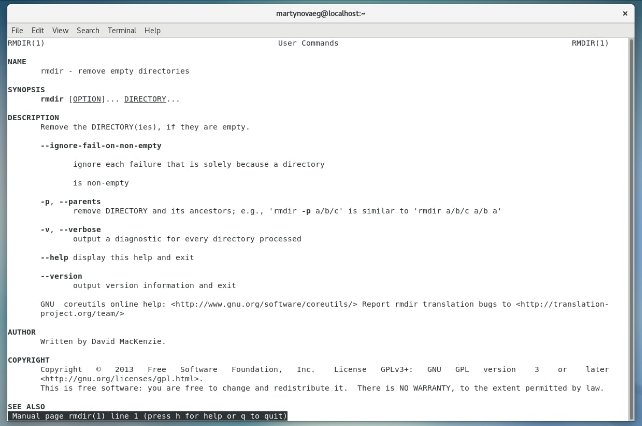 martynovaeg@localhost:~
File Edit View Search Terminal Help
RMDIR(1) User Commands RMDIR(1)
NAME
rmdir - remove empty directories
SYNOPSIS
rmdir [OPTION]... DIRECTORY...
DESCRIPTION
Remove the DIRECTORY(ies), if they are empty.
--ignore-fail-on-non-empty
ignore each failure that is solely because a directory
is non-empty
-p, --parents
remove DIRECTORY and its ancestors; e.g., 'rmdir -p a/b/c' is similar to 'rmdir a/b/c a/b a'
-v, --verbose
output a diagnostic for every directory processed
--help display this help and exit
--version
output version information and exit
GNU coreutils online help: <http://www.gnu.org/software/coreutils/> Report rmdir translation bugs to <http://translation-
project.org/team/>
AUTHOR
Written by David MacKenzie.
COPYRIGHT
Copyright © 2013 Free Software Foundation, Inc. License GPLv3+: GNU GPL version 3 or later
<http://gnu.org/licenses/gpl.html>.
This is free software: you are free to change and redistribute it. There is NO WARRANTY, to the extent permitted by law.
SEE ALSO
Manual page rmdir(1) line 1 (press h for help or q to quit)